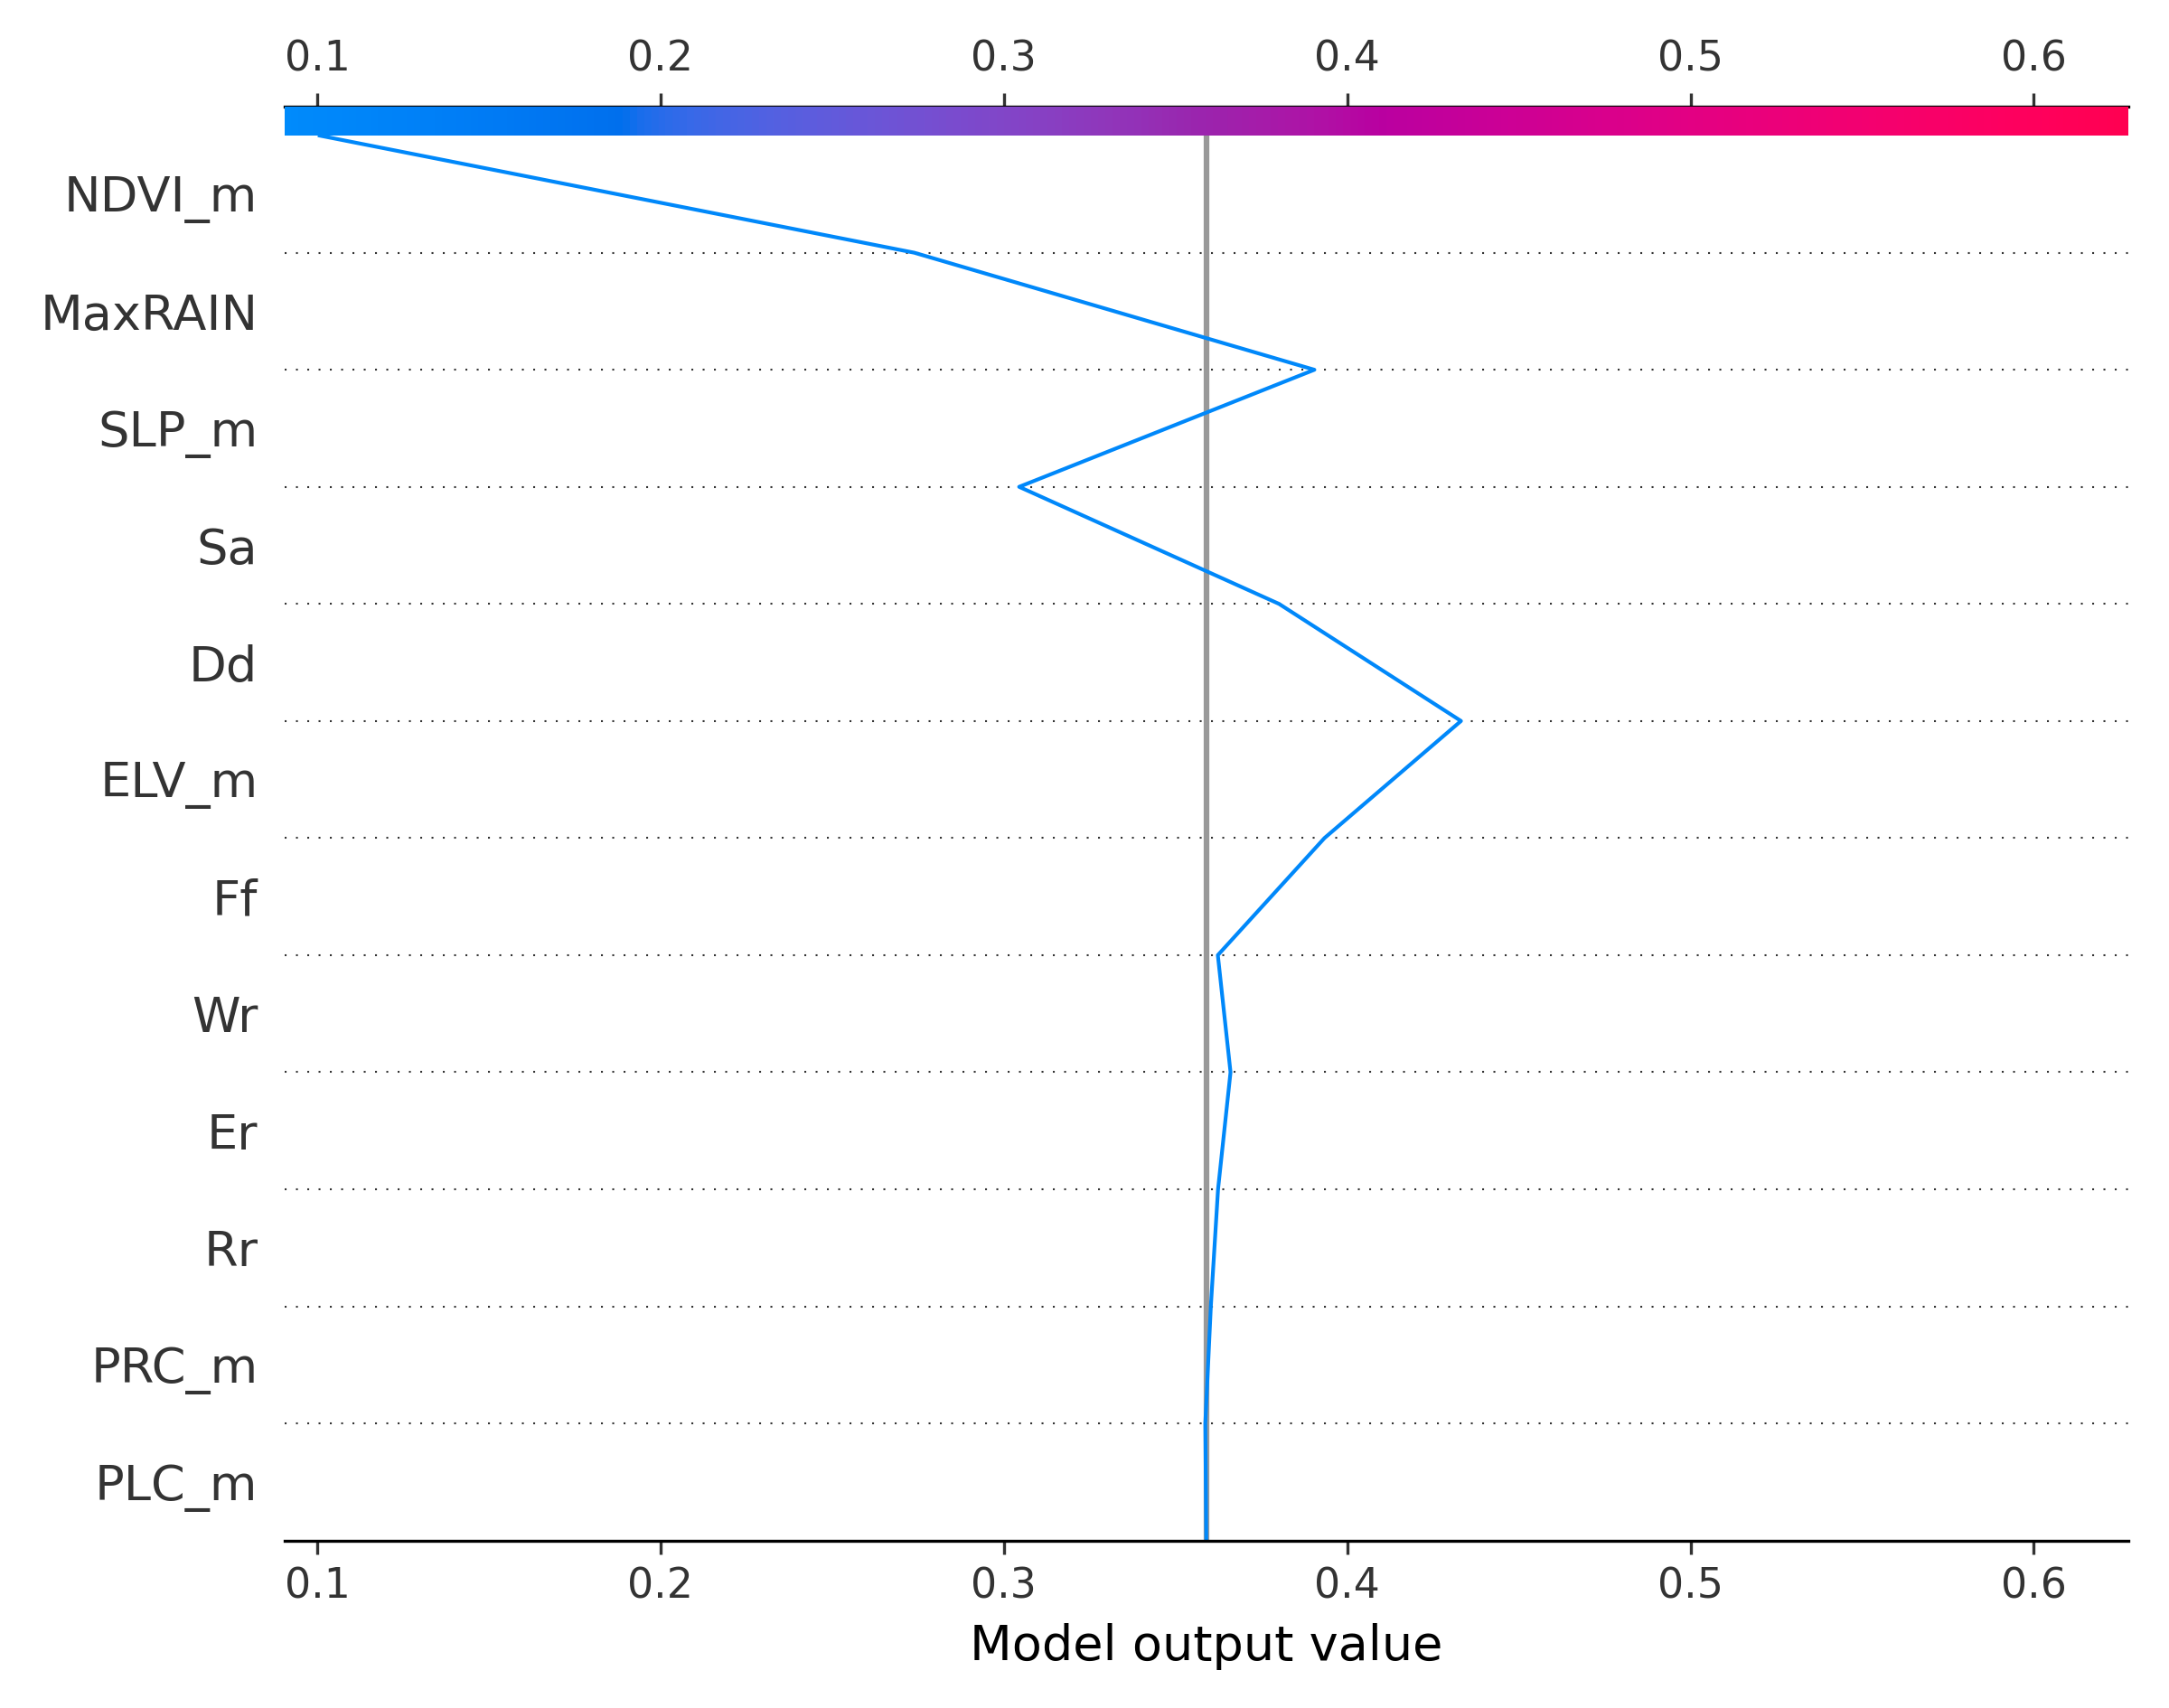 0.1 0.2 0.3 0.4 0.5 0.6
NDVI_m
MaxRAIN
SLP_m
Sa
Dd
ELV_m
Ff
Wr
Er
Rr
PRC_m
PLC_m
0.1 0.2 0.3 0.4 0.5 0.6
Model output value